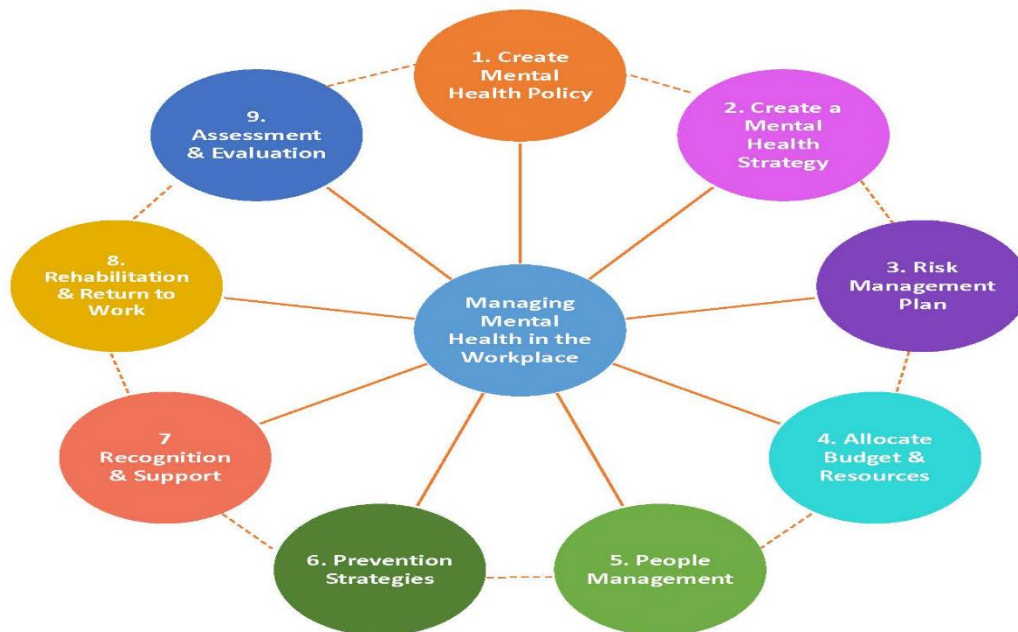 1. Create
Mental
Health Policy
2. Create a
Mental
Health
Strategy
3. Risk
Management
Plan
4. Allocate
Budget &
Resources
5. People
Management
6. Prevention
Strategies
7
Recognition
& Support
8.
Rehabilitation
& Return to
Work
9.
Assessment
& Evaluation
Managing
Mental
Health in the
Workplace